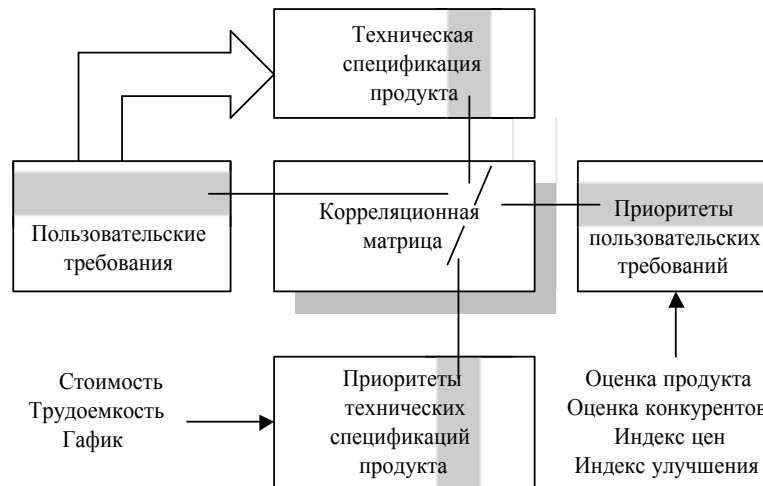 Техническая
спецификация
продукта
Пользовательские
требования
Корреляционная
матрица
Приоритеты
пользовательских
требований
Стоимость
Трудоемкость
Гафик
Приоритеты
технических
спецификаций
продукта
Оценка продукта
Оценка конкурентов
Индекс цен
Индекс улучшения